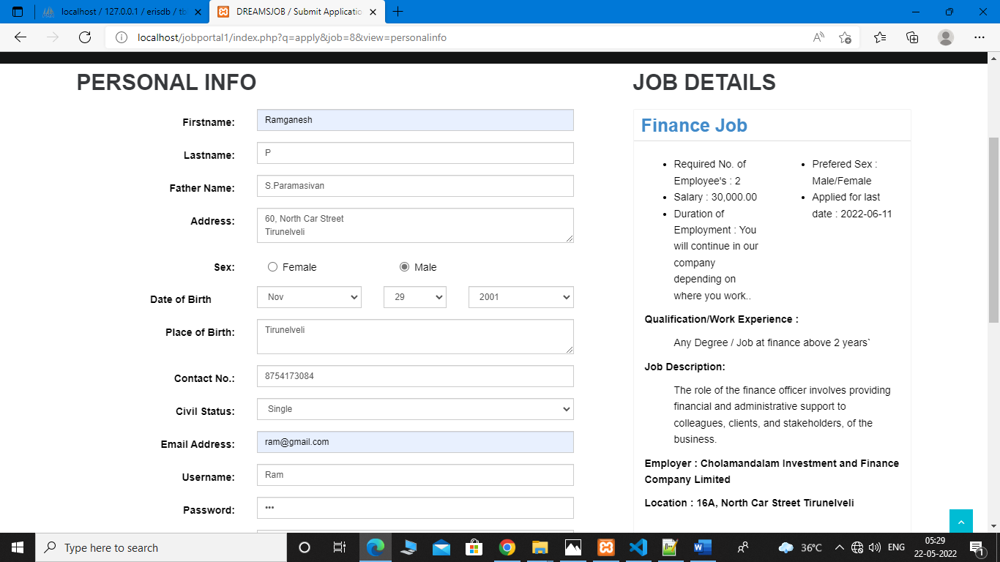 localhost / 127.0.0.1 / erisdb / tb
DREAMSJOB / Submit Applicatio
localhost/jobportal1/index.php?q=apply&job=8&view=personalinfo
PERSONAL INFO
Firstname: Ramganesh
Lastname: P
Father Name: S.Paramasivan
Address: 60, North Car Street
Tirunelveli
Sex: Female Male
Date of Birth Nov 29 2001
Place of Birth: Tirunelveli
Contact No.: 8754173084
Civil Status: Single
Email Address: ram@gmail.com
Username: Ram
Password: •••
JOB DETAILS
Finance Job
• Required No. of
Employee's : 2
• Salary : 30,000.00
• Duration of
Employment : You
will continue in our
company
depending on
where you work..
• Prefered Sex :
Male/Female
• Applied for last
date : 2022-06-11
Qualification/Work Experience :
Any Degree / Job at finance above 2 years`
Job Description:
The role of the finance officer involves providing
financial and administrative support to
colleagues, clients, and stakeholders, of the
business.
Employer : Cholamandalam Investment and Finance
Company Limited
Location : 16A, North Car Street Tirunelveli
Type here to search
36°C
ENG
05:29
22-05-2022
1